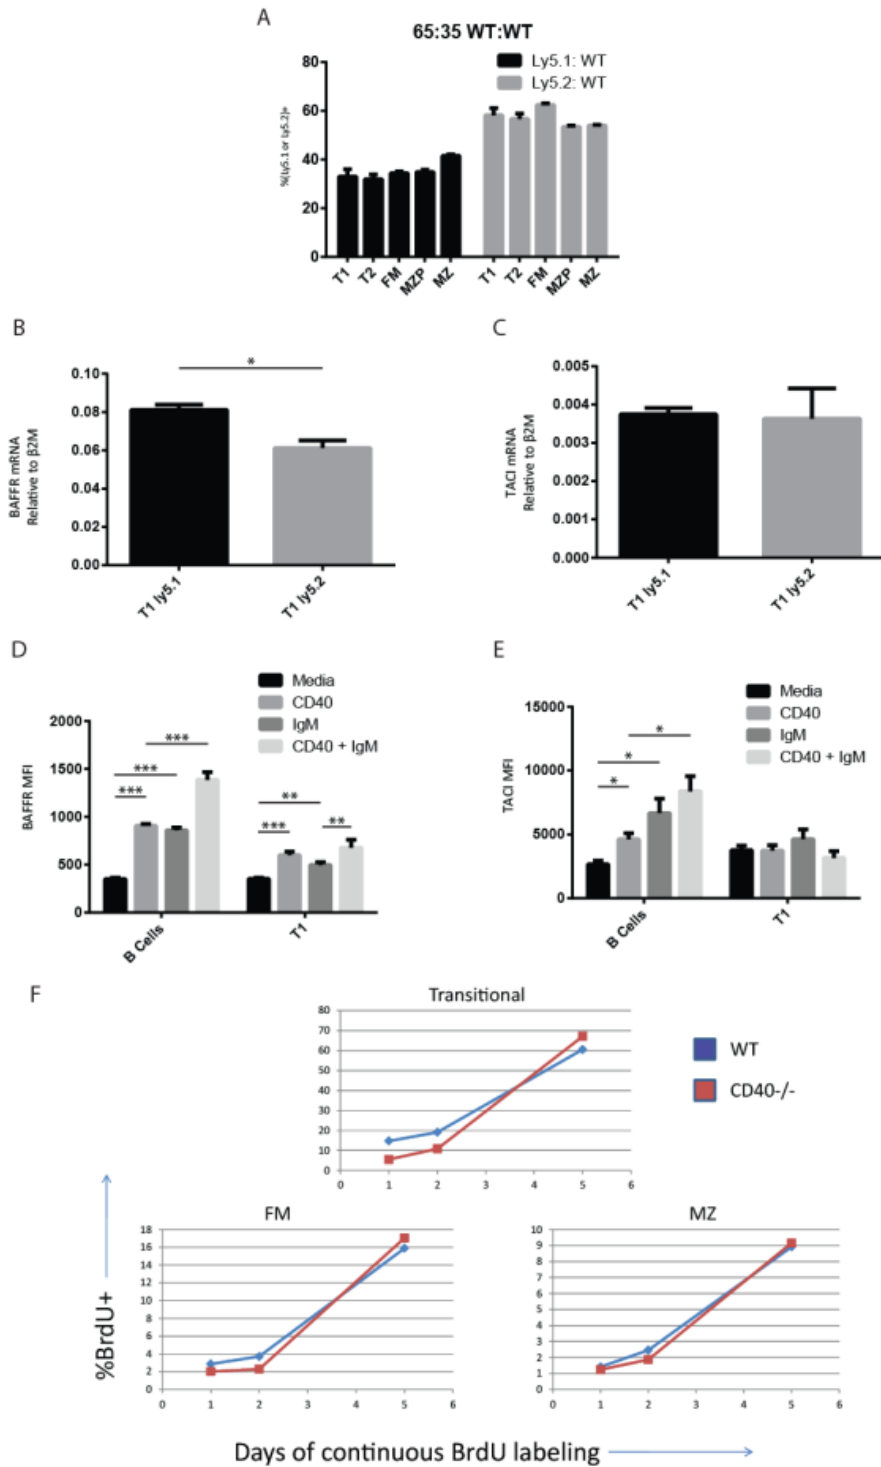 A
65:35 WT:WT
Ly5.1: WT
Ly5.2: WT
%(Ly5.1 or Ly5.2)+
80
60
40
20
0
T1 T2 FM MZP MZ T1 T2 FM MZP MZ
B
*
BAFFR mRNA
Relative to β2M
0.10
0.08
0.06
0.04
0.02
0.00
T1 ly5.1 T1 ly5.2
C
TACI mRNA
Relative to β2M
0.005
0.004
0.003
0.002
0.001
0.000
T1 ly5.1 T1 ly5.2
D
Media
CD40
IgM
CD40 + IgM
BAFFR MFI
2000
1500
1000
500
0
***
***
***
**
***
**
B Cells T1
E
Media
CD40
IgM
CD40 + IgM
TACI MFI
15000
10000
5000
0
*
*
*
B Cells T1
F
Transitional
80
70
60
50
40
30
20
10
0
0 1 2 3 4 5 6
WT
CD40-/-
%BrdU+
FM
18
16
14
12
10
8
6
4
2
0
0 1 2 3 4 5 6
MZ
10
9
8
7
6
5
4
3
2
1
0
0 1 2 3 4 5 6
Days of continuous BrdU labeling